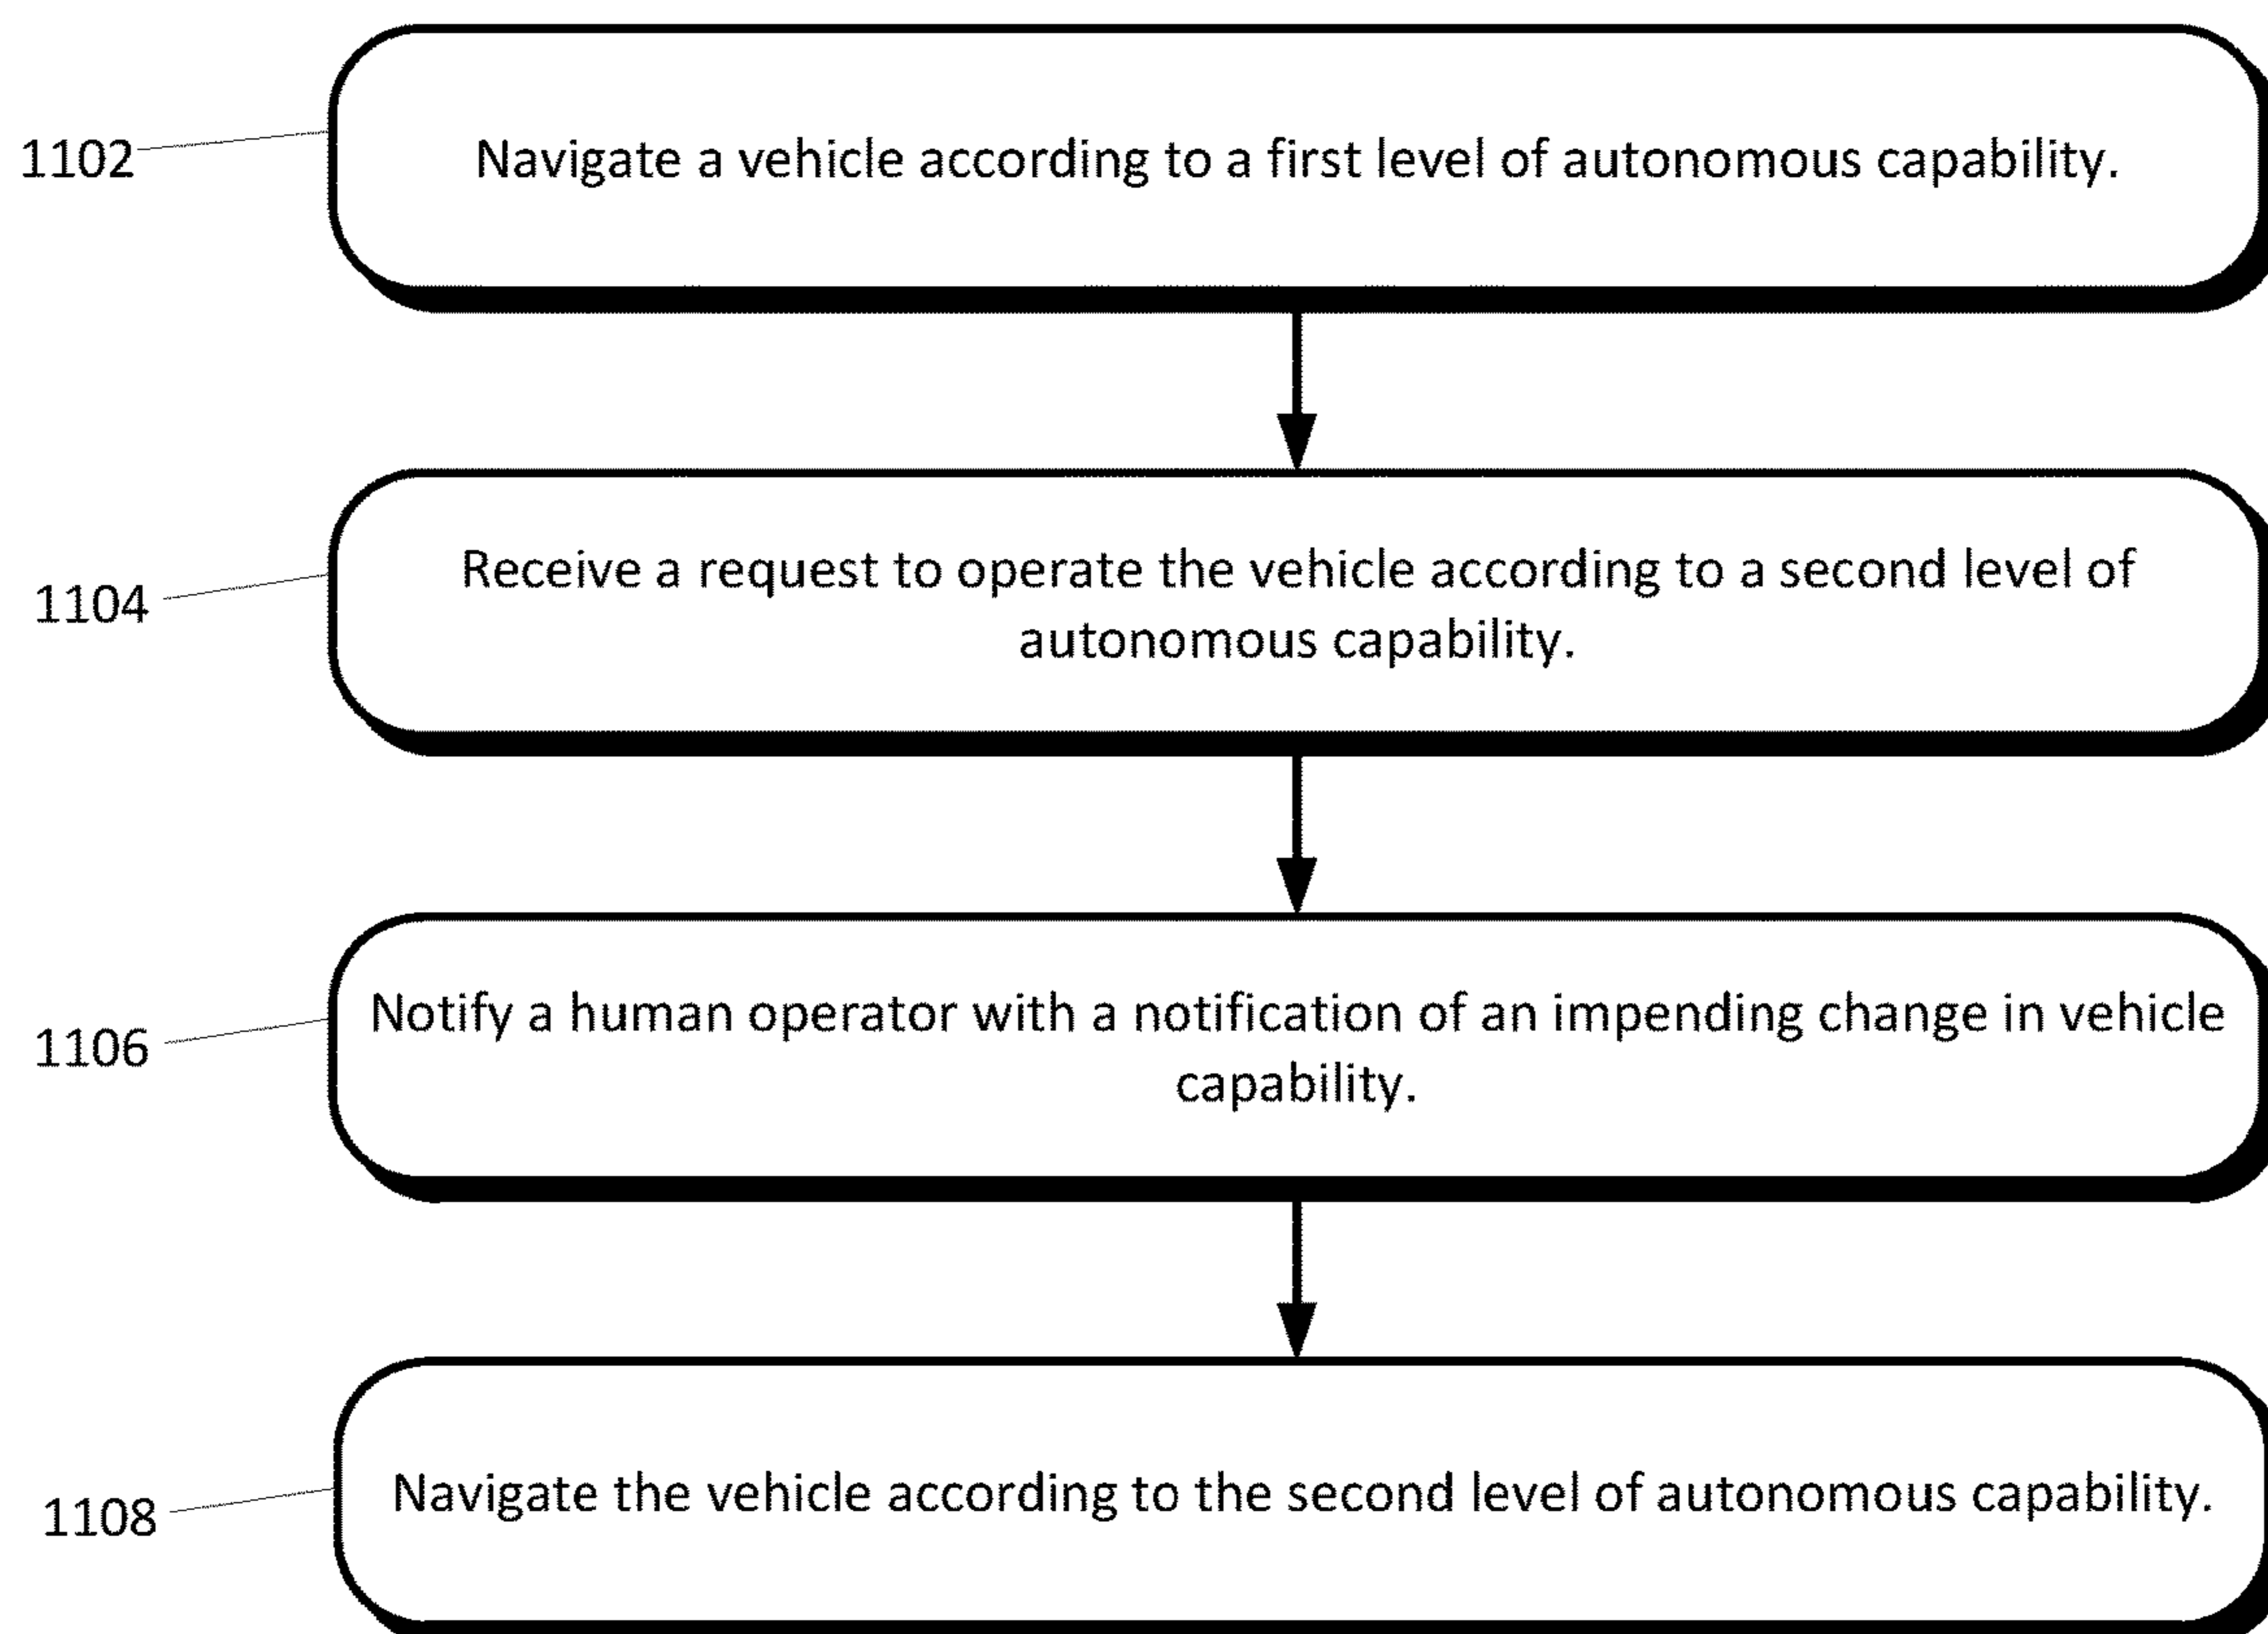 1102
Navigate a vehicle according to a first level of autonomous capability.
1104
Receive a request to operate the vehicle according to a second level of
autonomous capability.
1106
Notify a human operator with a notification of an impending change in vehicle
capability.
1108
Navigate the vehicle according to the second level of autonomous capability.